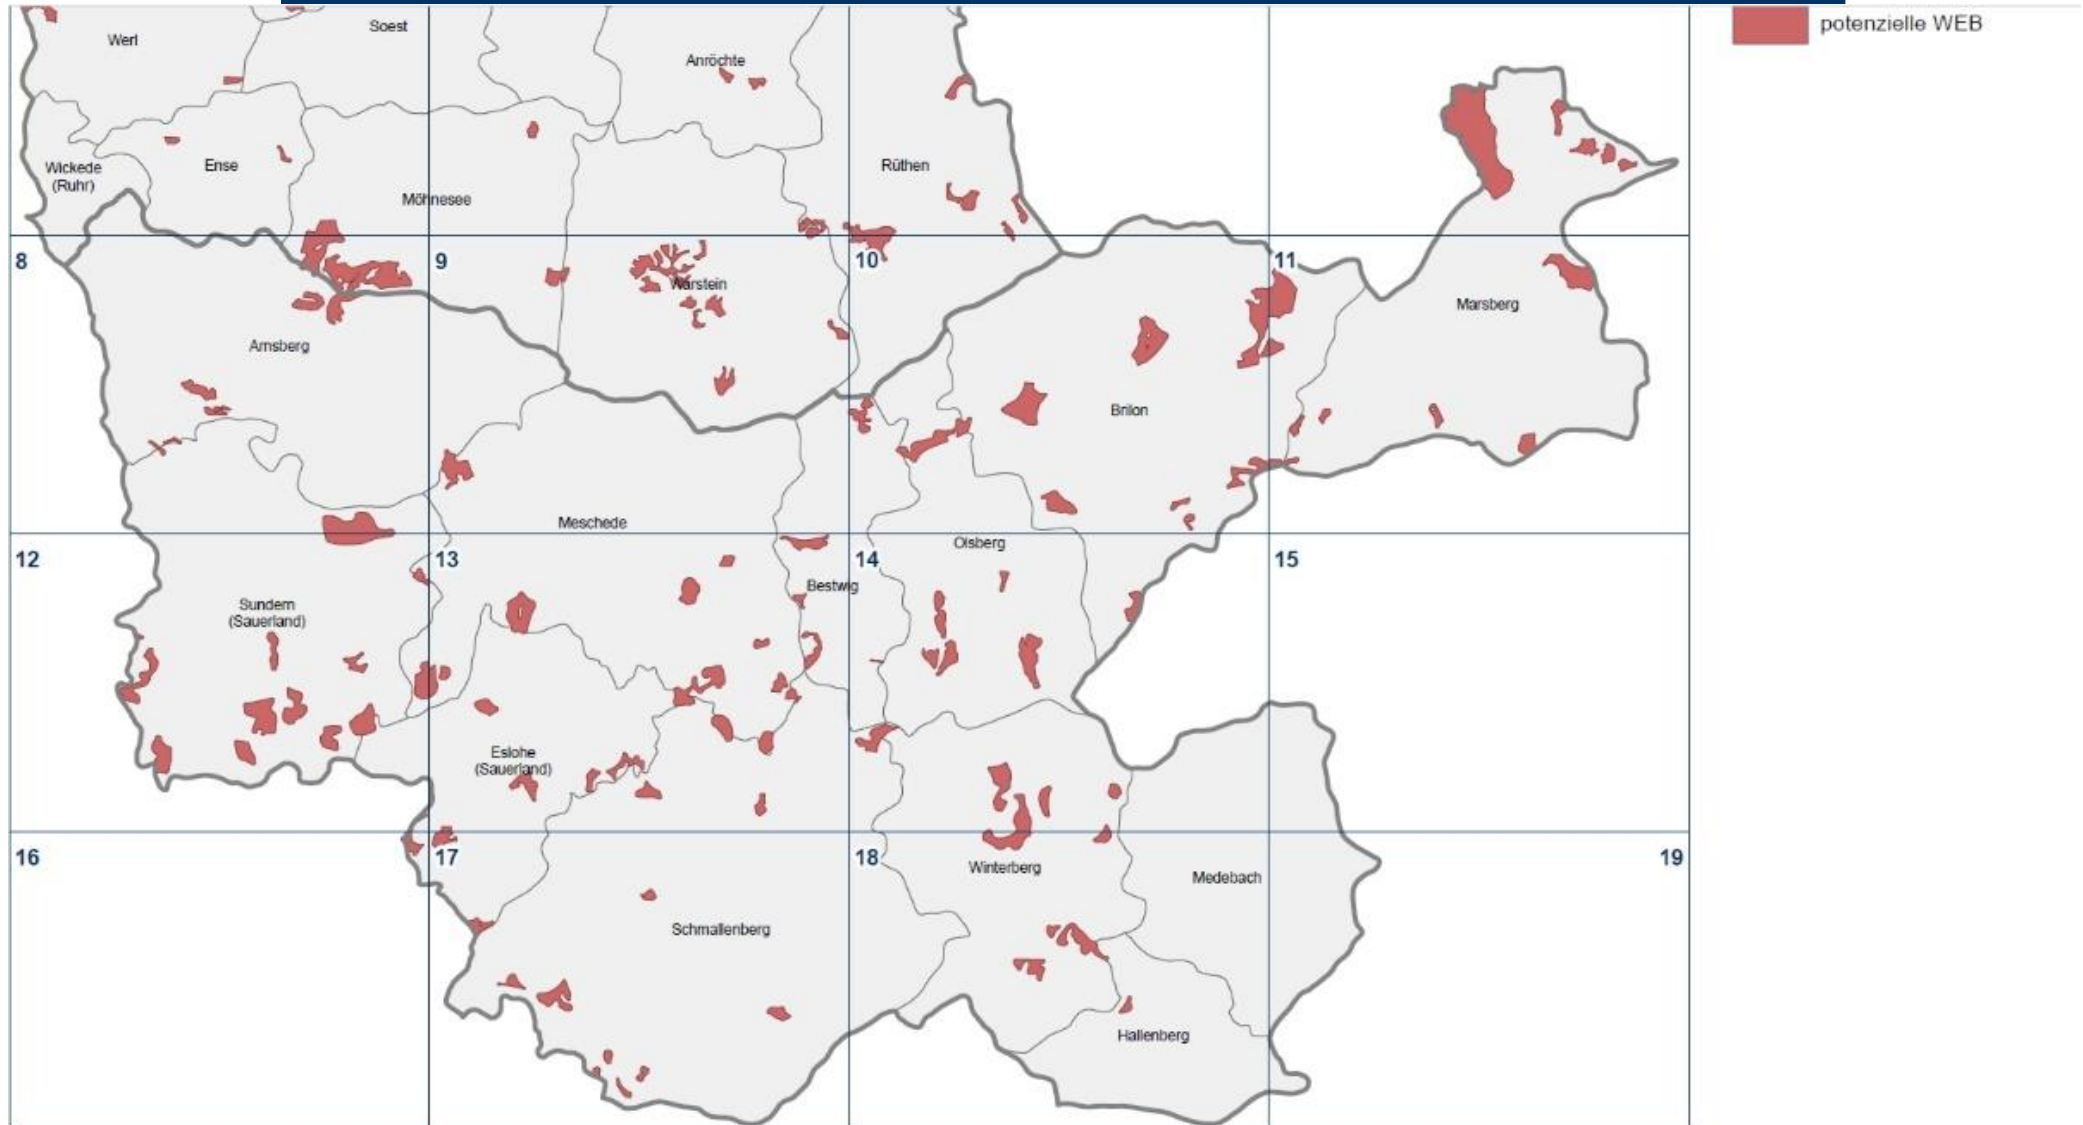 potenzielle WEB
Werl
Soest
Anröchte
Wickede
(Ruhr)
Ense
Möhnesee
Rüthen
8
9
10
11
Warstein
Marsberg
Arnsberg
Brilon
Meschede
Olsberg
12
13
14
15
Bestwig
Sundern
(Sauerland)
Eslohe
(Sauerland)
16
17
18
19
Winterberg
Medebach
Schmallenberg
Hallenberg